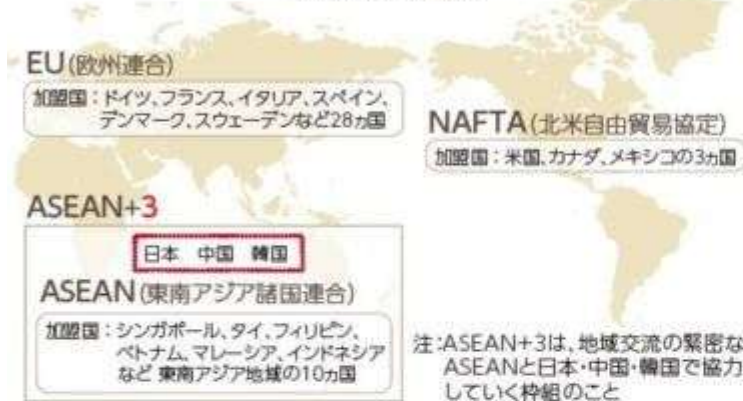 EU(欧州連合)
加盟国：ドイツ、フランス、イタリア、スペイン、
デンマーク、スウェーデンなど28ヵ国
NAFTA(北米自由貿易協定)
加盟国：米国、カナダ、メキシコの3ヵ国
ASEAN+3
日本 中国 韓国
ASEAN(東南アジア諸国連合)
加盟国：シンガポール、タイ、フィリピン、
ベトナム、マレーシア、インドネシア
など 東南アジア地域の10ヵ国
注：ASEAN+3は、地域交流の緊密な
ASEANと日本・中国・韓国で協力
していく枠組のこと